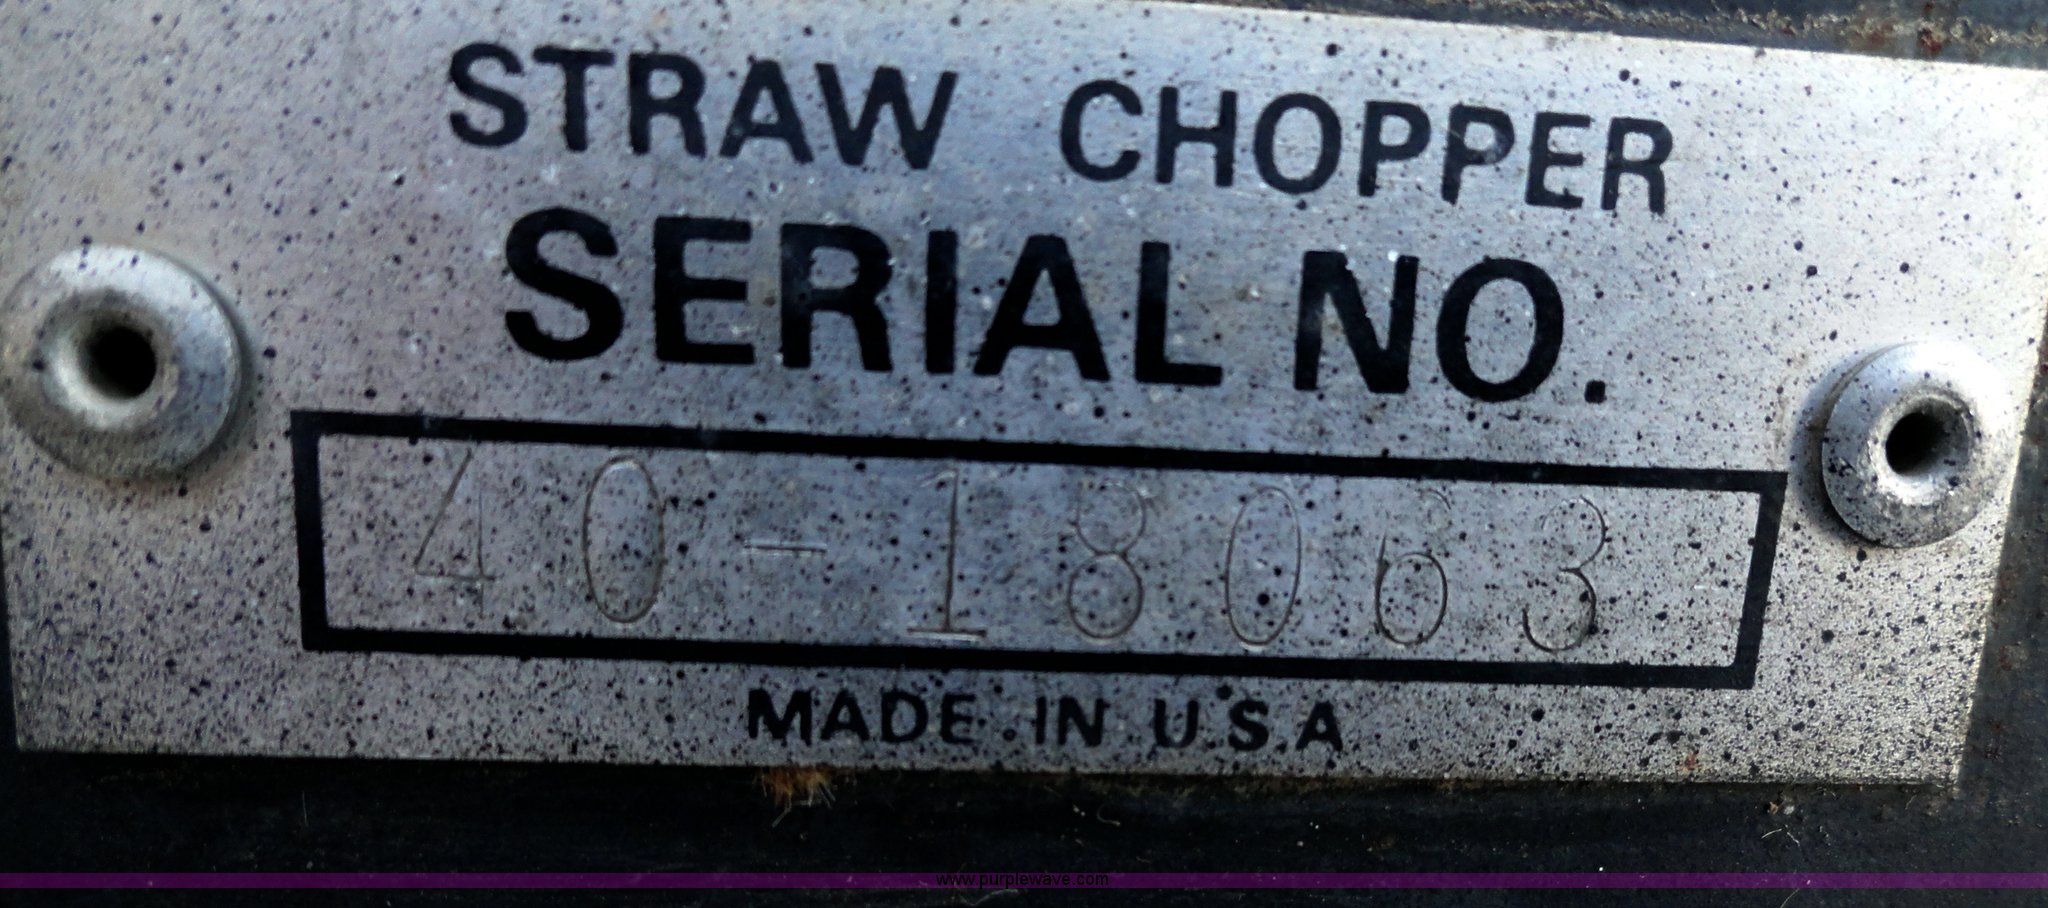 STRAW CHOPPER
SERIAL NO.
40-18063
MADE IN U.S.A
www.purplewave.com